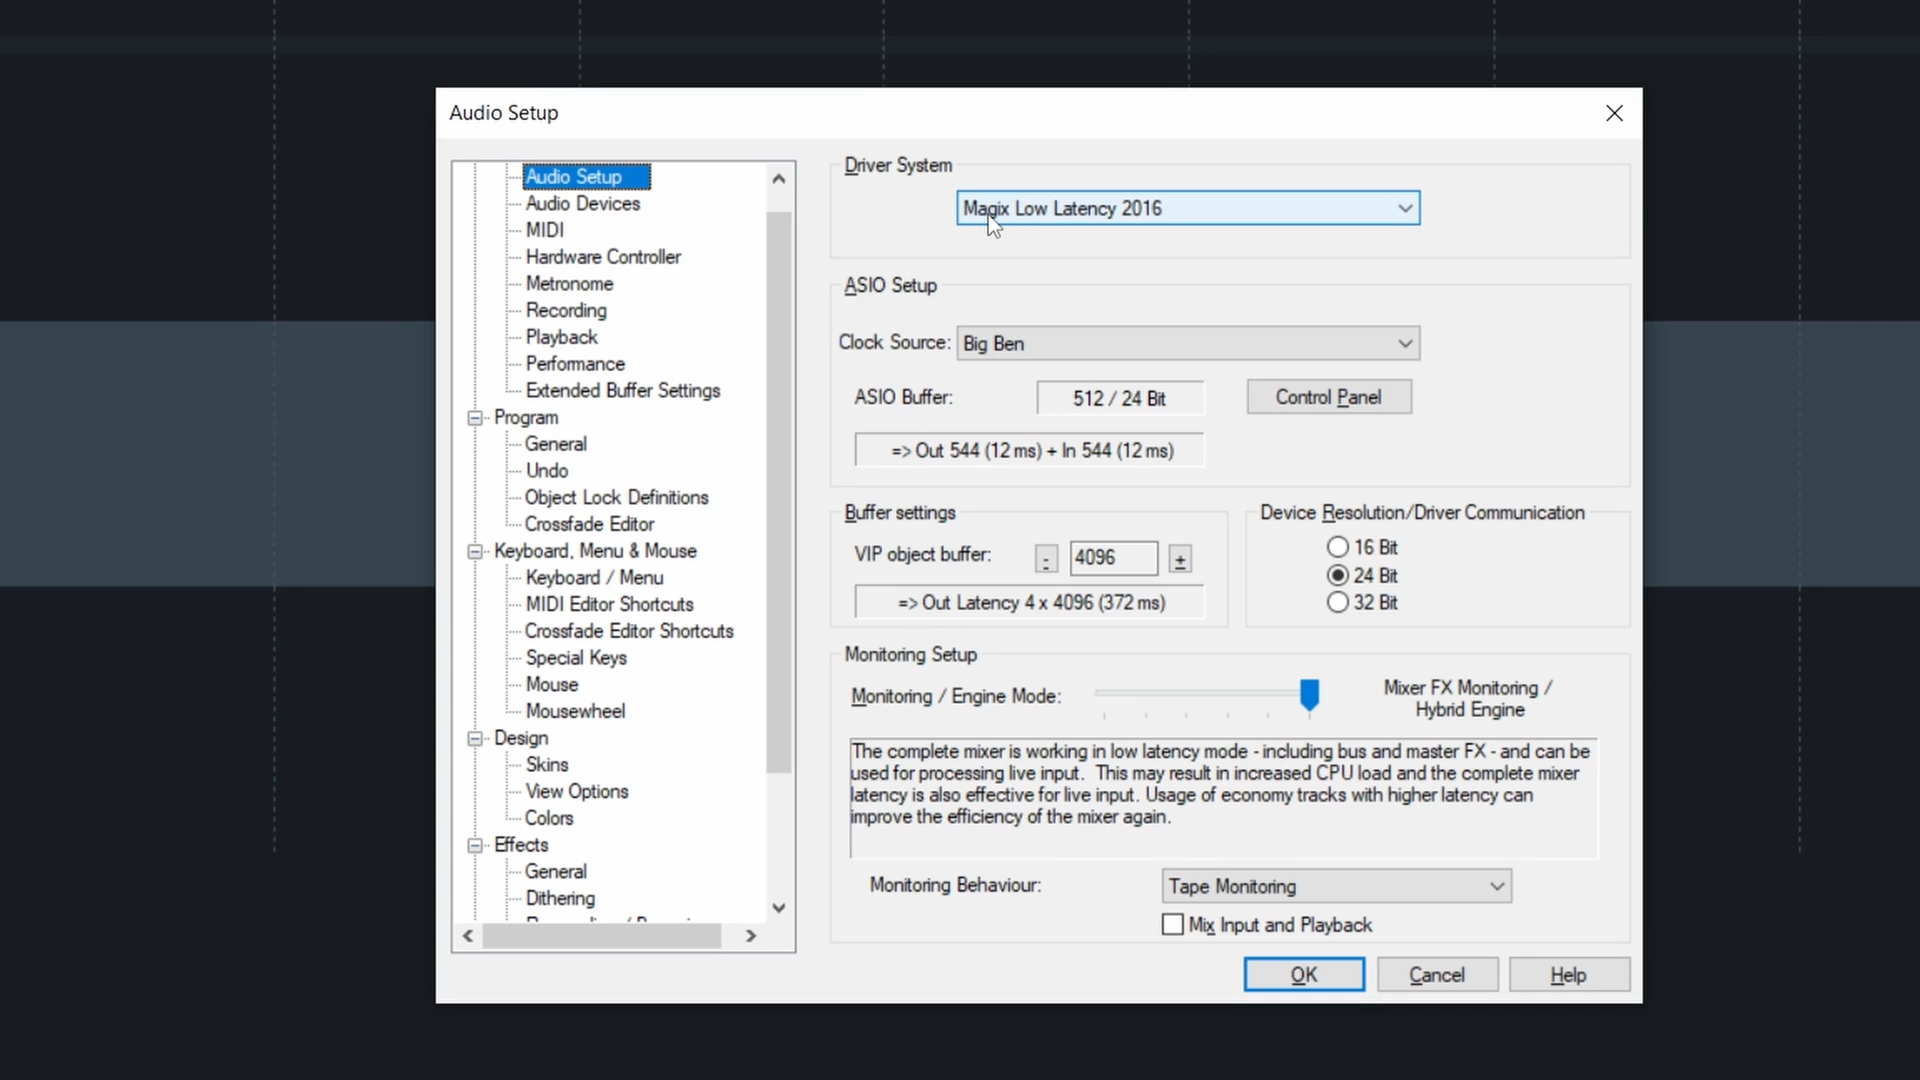 Audio Setup
Audio Setup
Audio Devices
MIDI
Hardware Controller
Metronome
Recording
Playback
Performance
Extended Buffer Settings
Program
General
Undo
Object Lock Definitions
Crossfade Editor
Keyboard, Menu & Mouse
Keyboard / Menu
MIDI Editor Shortcuts
Crossfade Editor Shortcuts
Special Keys
Mouse
Mousewheel
Design
Skins
View Options
Colors
Effects
General
Dithering
Driver System
Magix Low Latency 2016
ASIO Setup
Clock Source: Big Ben
ASIO Buffer: 512 / 24 Bit Control Panel
=> Out 544 (12 ms) + In 544 (12 ms)
Buffer settings
VIP object buffer: - 4096 +
=> Out Latency 4 x 4096 (372 ms)
Device Resolution/Driver Communication
16 Bit
24 Bit
32 Bit
Monitoring Setup
Monitoring / Engine Mode:
Mixer FX Monitoring /
Hybrid Engine
The complete mixer is working in low latency mode - including bus and master FX - and can be
used for processing live input. This may result in increased CPU load and the complete mixer
latency is also effective for live input. Usage of economy tracks with higher latency can
improve the efficiency of the mixer again.
Monitoring Behaviour: Tape Monitoring
Mix Input and Playback
OK Cancel Help